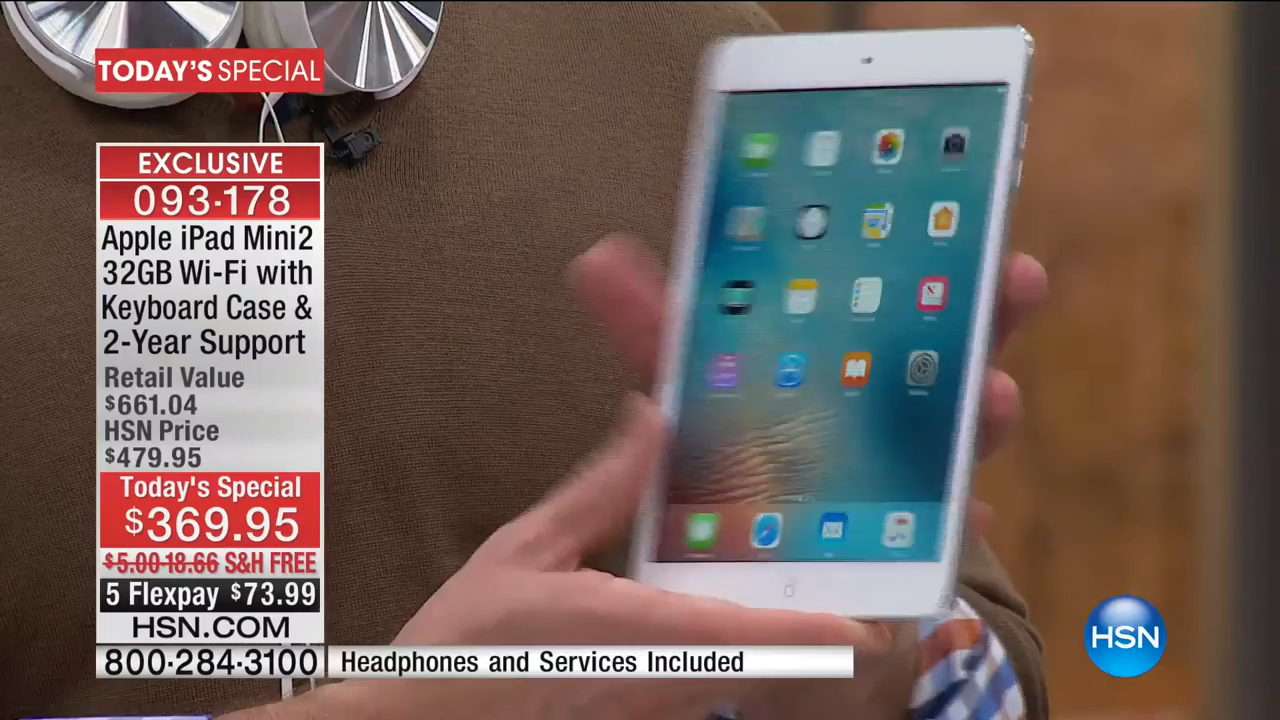 TODAY'S SPECIAL
EXCLUSIVE
093-178
Apple iPad Mini2
32GB Wi-Fi with
Keyboard Case &
2-Year Support
Retail Value
$661.04
HSN Price
$479.95
Today's Special
$369.95
$5.00-18.66 S&H FREE
5 Flexpay $73.99
HSN.COM
800·284·3100 Headphones and Services Included
HSN